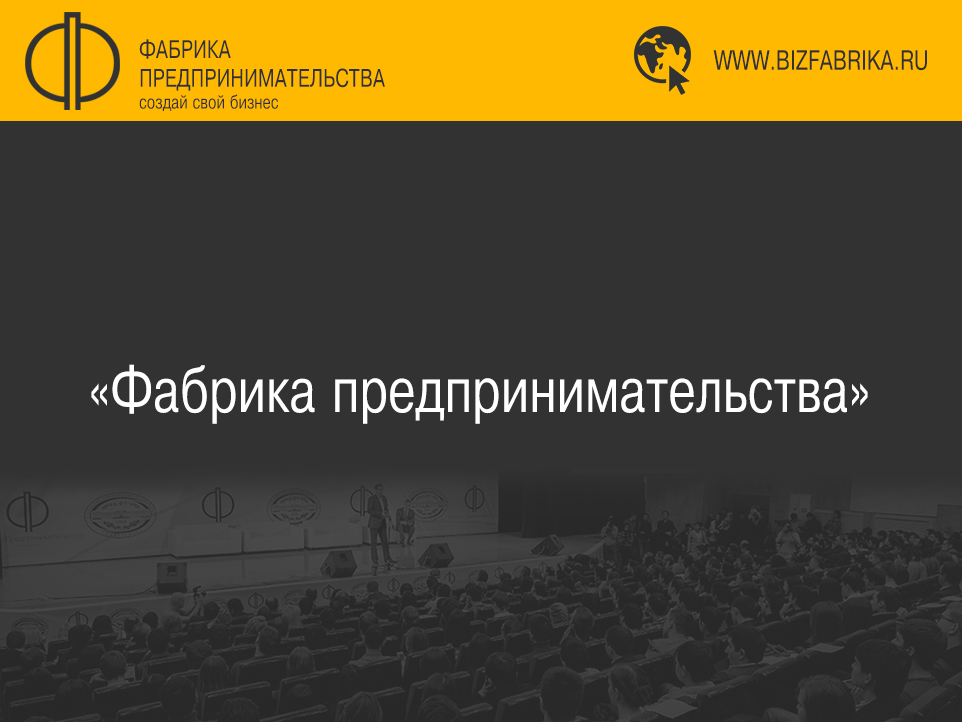 ФАБРИКА
ПРЕДПРИНИМАТЕЛЬСТВА
создай свой бизнес
WWW.BIZFABRIKA.RU
«Фабрика предпринимательства»